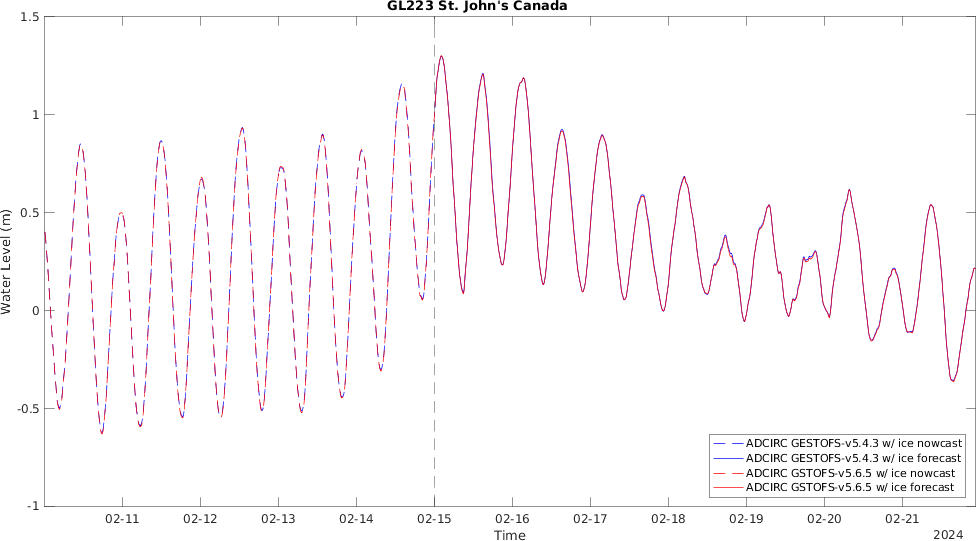 GL223 St. John's Canada
1.5
1
0.5
0
-0.5
-1
Water Level (m)
ADCIRC GESTOFS-v5.4.3 w/ ice nowcast
ADCIRC GESTOFS-v5.4.3 w/ ice forecast
ADCIRC GSTOFS-v5.6.5 w/ ice nowcast
ADCIRC GSTOFS-v5.6.5 w/ ice forecast
02-11 02-12 02-13 02-14 02-15 02-16 02-17 02-18 02-19 02-20 02-21
Time
2024